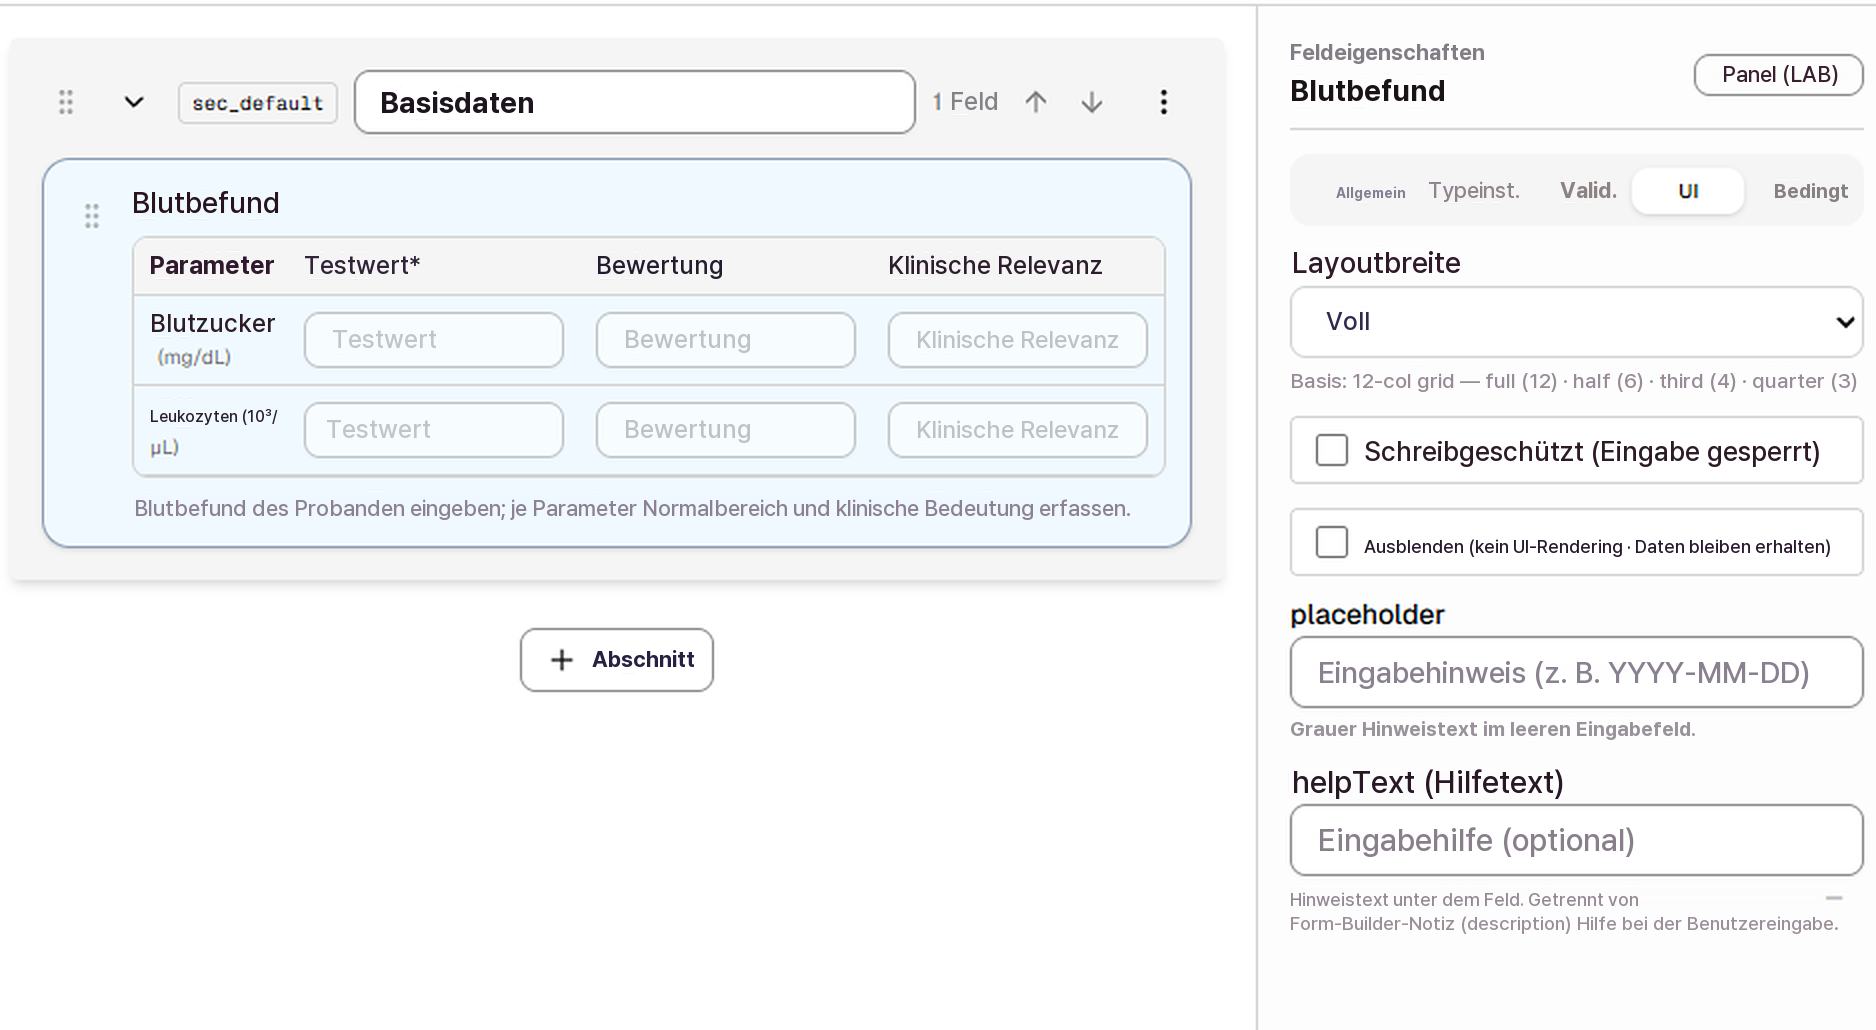 sec_default Basisdaten 1 Feld
Blutbefund
Parameter Testwert* Bewertung Klinische Relevanz
Blutzucker Testwert Bewertung Klinische Relevanz
(mg/dL)
Leukozyten (10³/ Testwert Bewertung Klinische Relevanz
µL)
Blutbefund des Probanden eingeben; je Parameter Normalbereich und klinische Bedeutung erfassen.
+ Abschnitt
Feldeigenschaften
Blutbefund
Panel (LAB)
Allgemein Typeinst. Valid. UI Bedingt
Layoutbreite
Voll
Basis: 12-col grid — full (12) · half (6) · third (4) · quarter (3)
Schreibgeschützt (Eingabe gesperrt)
Ausblenden (kein UI-Rendering · Daten bleiben erhalten)
placeholder
Eingabehinweis (z. B. YYYY-MM-DD)
Grauer Hinweistext im leeren Eingabefeld.
helpText (Hilfetext)
Eingabehilfe (optional)
Hinweistext unter dem Feld. Getrennt von —
Form-Builder-Notiz (description) Hilfe bei der Benutzereingabe.